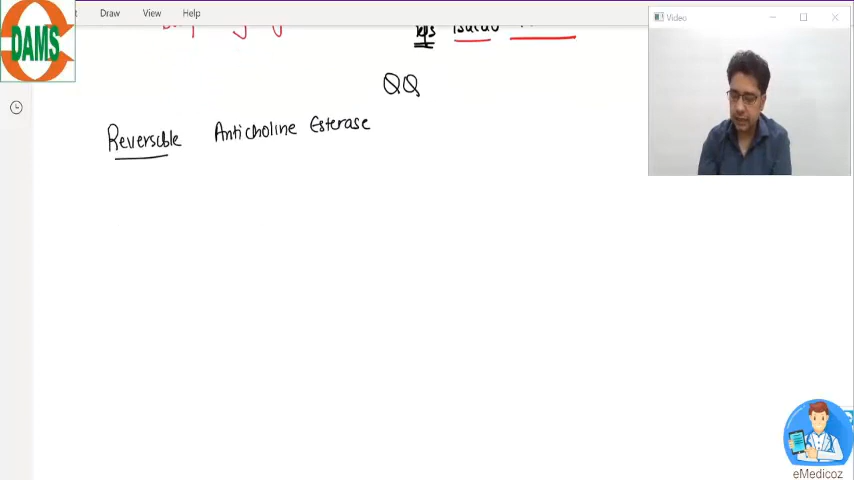 DAMS
Video
Draw View Help
QQ
Reversible Anticholine Esterase
eMedicoz